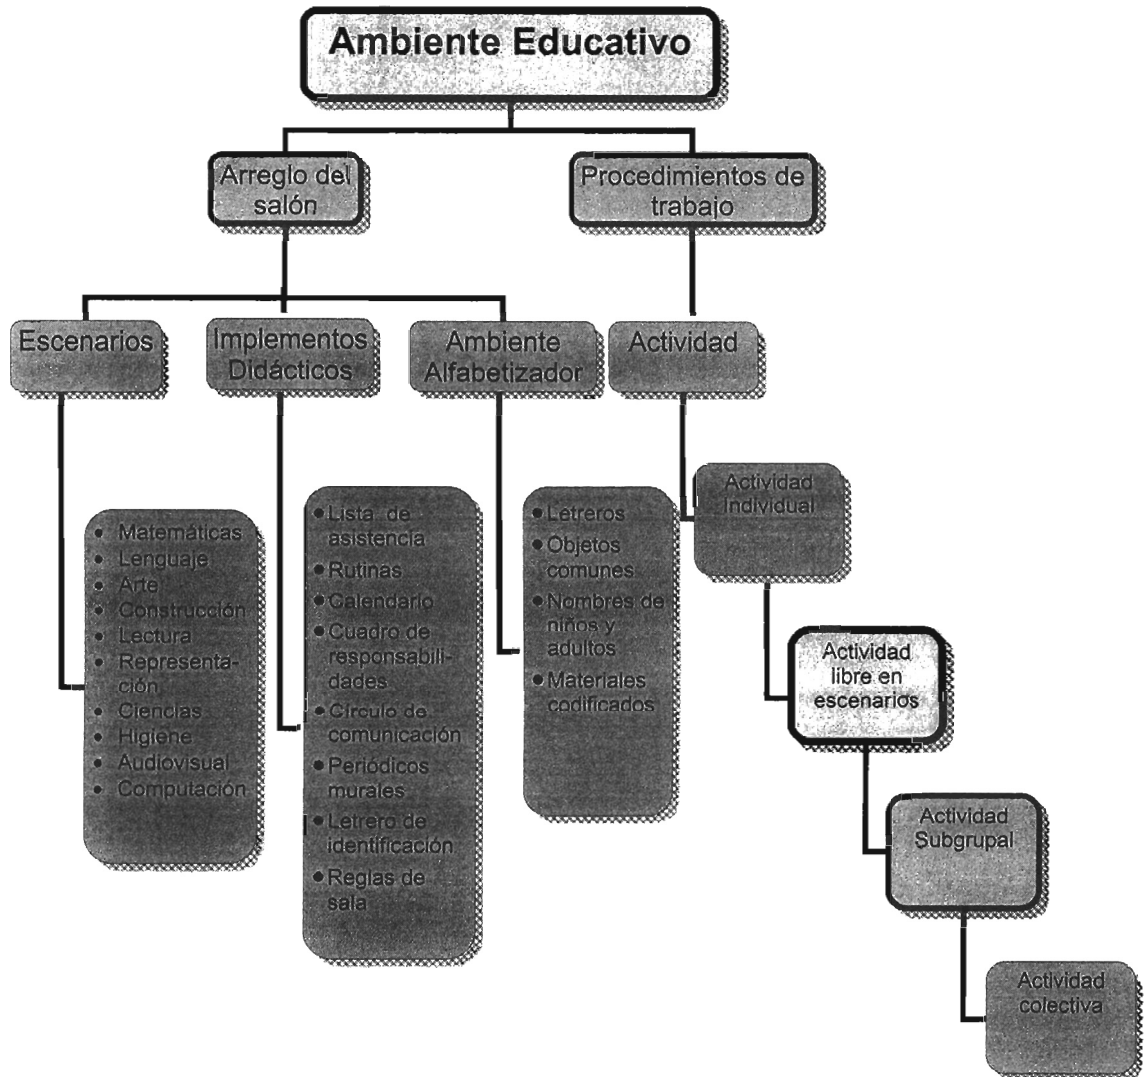 Ambiente Educativo
Arreglo del
salón
Procedimientos de
trabajo
Escenarios
Implementos
Didácticos
Ambiente
Alfabetizador
Actividad
• Matemáticas
• Lenguaje
• Arte
• Construcción
• Lectura
• Representa-
ción
• Ciencias
• Higiene
• Audiovisual
• Computación
• Lista de
asistencia
• Rutinas
• Calendario
• Cuadro de
responsabili-
dades
• Círculo de
comunicación
• Periódicos
murales
• Letrero de
identificación
• Reglas de
sala
• Letreros
• Objetos
comunes
• Nombres de
niños y
adultos
• Materiales
codificados
Actividad
Individual
Actividad
libre en
escenarios
Actividad
Subgrupal
Actividad
colectiva